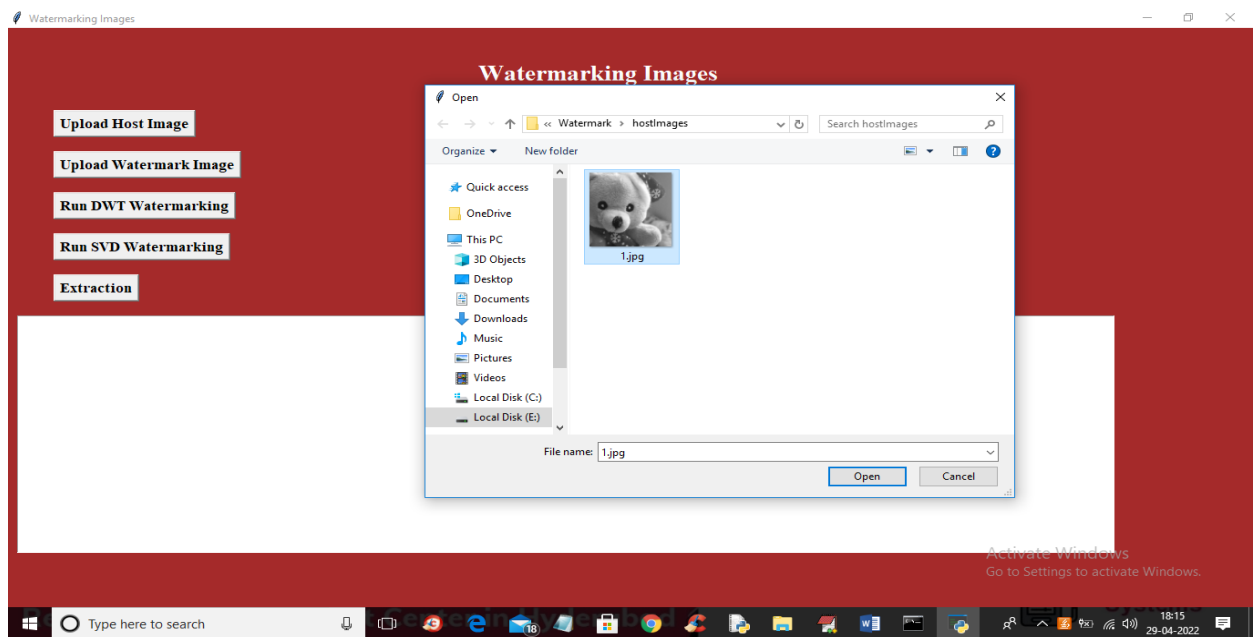 Watermarking Images
Watermarking Images
Upload Host Image
Upload Watermark Image
Run DWT Watermarking
Run SVD Watermarking
Extraction
Open
« Watermark › hostImages
Search hostImages
Organize
New folder
Quick access
OneDrive
This PC
3D Objects
Desktop
Documents
Downloads
Music
Pictures
Videos
Local Disk (C:)
Local Disk (E:)
1.jpg
File name: 1.jpg
Open
Cancel
Activate Windows
Go to Settings to activate Windows.
Type here to search
18
18:15
29-04-2022